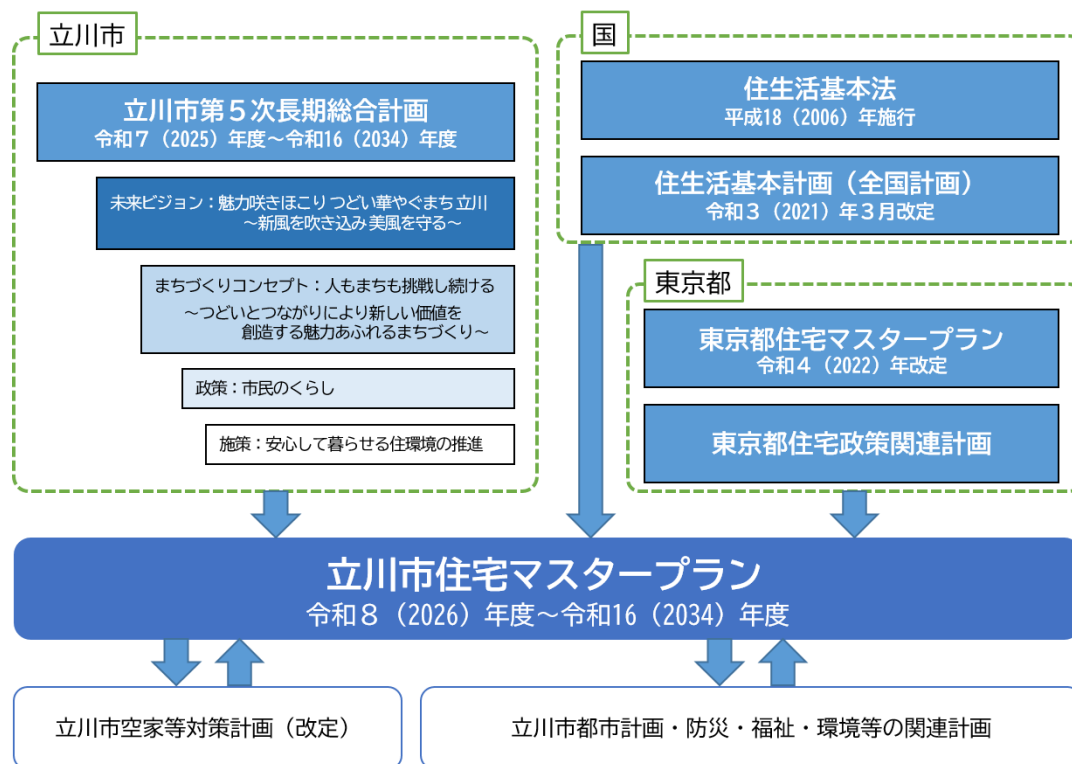 立川市
立川市第５次長期総合計画
令和７（2025）年度～令和16（2034）年度
未来ビジョン：魅力咲きほこり つどい華やぐまち 立川
～新風を吹き込み 美風を守る～
まちづくりコンセプト：人もまちも挑戦し続ける
～つどいとつながりにより新しい価値を
創造する魅力あふれるまちづくり～
政策：市民のくらし
施策：安心して暮らせる住環境の推進
国
住生活基本法
平成18（2006）年施行
住生活基本計画（全国計画）
令和３（2021）年３月改定
東京都
東京都住宅マスタープラン
令和４（2022）年改定
東京都住宅政策関連計画
立川市住宅マスタープラン
令和８（2026）年度～令和16（2034）年度
立川市空家等対策計画（改定）
立川市都市計画・防災・福祉・環境等の関連計画